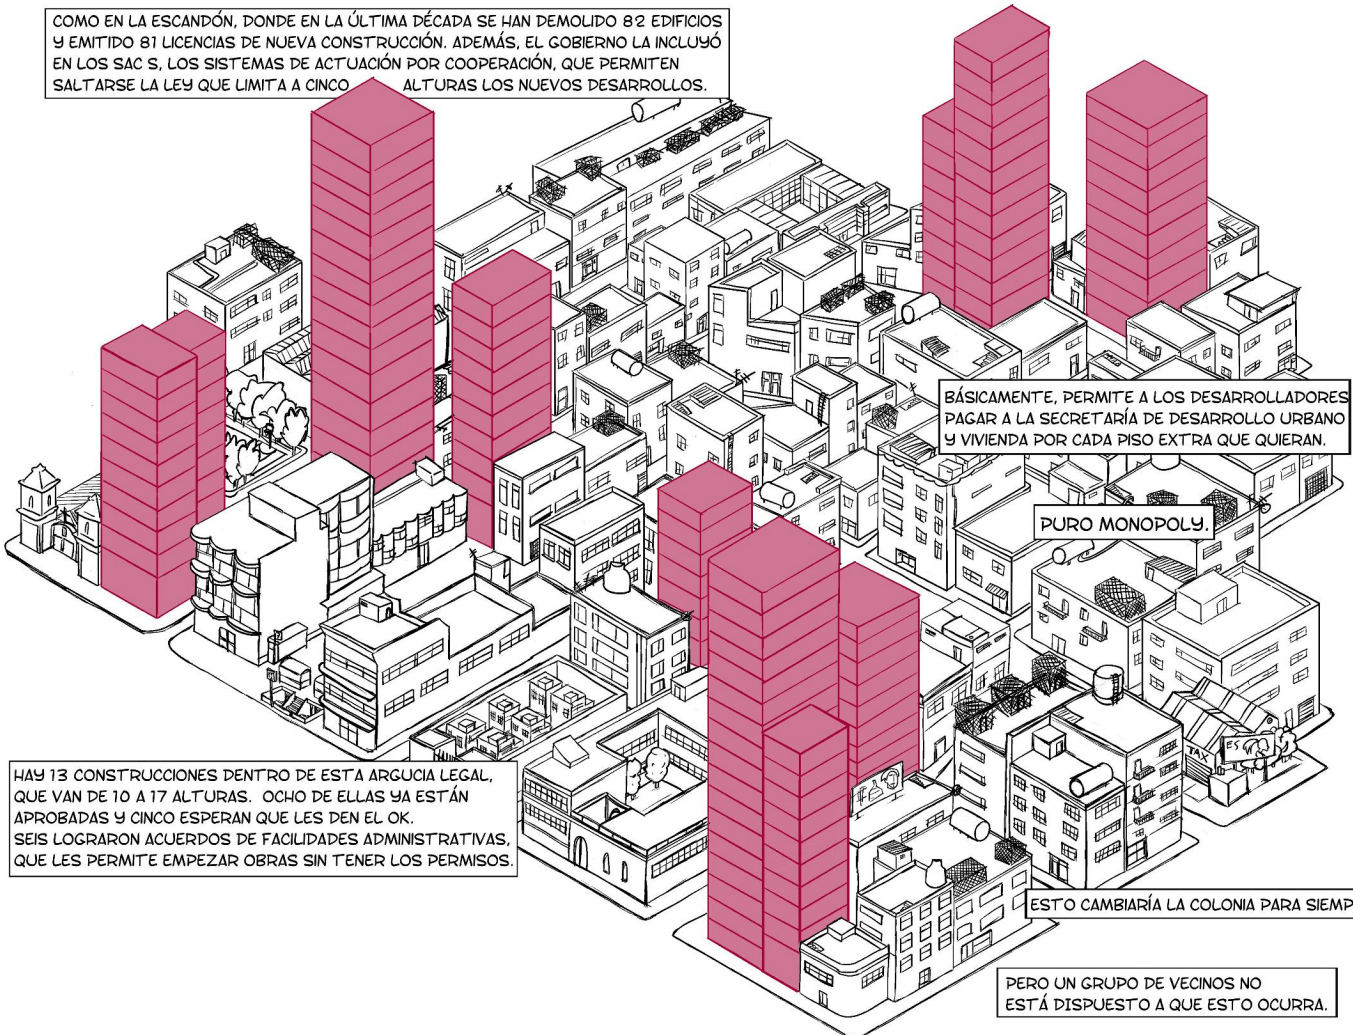 COMO EN LA ESCANDÓN, DONDE EN LA ÚLTIMA DÉCADA SE HAN DEMOLIDO 82 EDIFICIOS
Y EMITIDO 81 LICENCIAS DE NUEVA CONSTRUCCIÓN. ADEMÁS, EL GOBIERNO LA INCLUYÓ
EN LOS SAC S, LOS SISTEMAS DE ACTUACIÓN POR COOPERACIÓN, QUE PERMITEN
SALTARSE LA LEY QUE LIMITA A CINCO ALTURAS LOS NUEVOS DESARROLLOS.
BÁSICAMENTE, PERMITE A LOS DESARROLLADORES
PAGAR A LA SECRETARÍA DE DESARROLLO URBANO
Y VIVIENDA POR CADA PISO EXTRA QUE QUIERAN.
PURO MONOPOLY.
ES
TAX
HAY 13 CONSTRUCCIONES DENTRO DE ESTA ARGUCIA LEGAL,
QUE VAN DE 10 A 17 ALTURAS. OCHO DE ELLAS YA ESTÁN
APROBADAS Y CINCO ESPERAN QUE LES DEN EL OK.
SEIS LOGRARON ACUERDOS DE FACILIDADES ADMINISTRATIVAS,
QUE LES PERMITE EMPEZAR OBRAS SIN TENER LOS PERMISOS.
ESTO CAMBIARÍA LA COLONIA PARA SIEMP
PERO UN GRUPO DE VECINOS NO
ESTÁ DISPUESTO A QUE ESTO OCURRA.